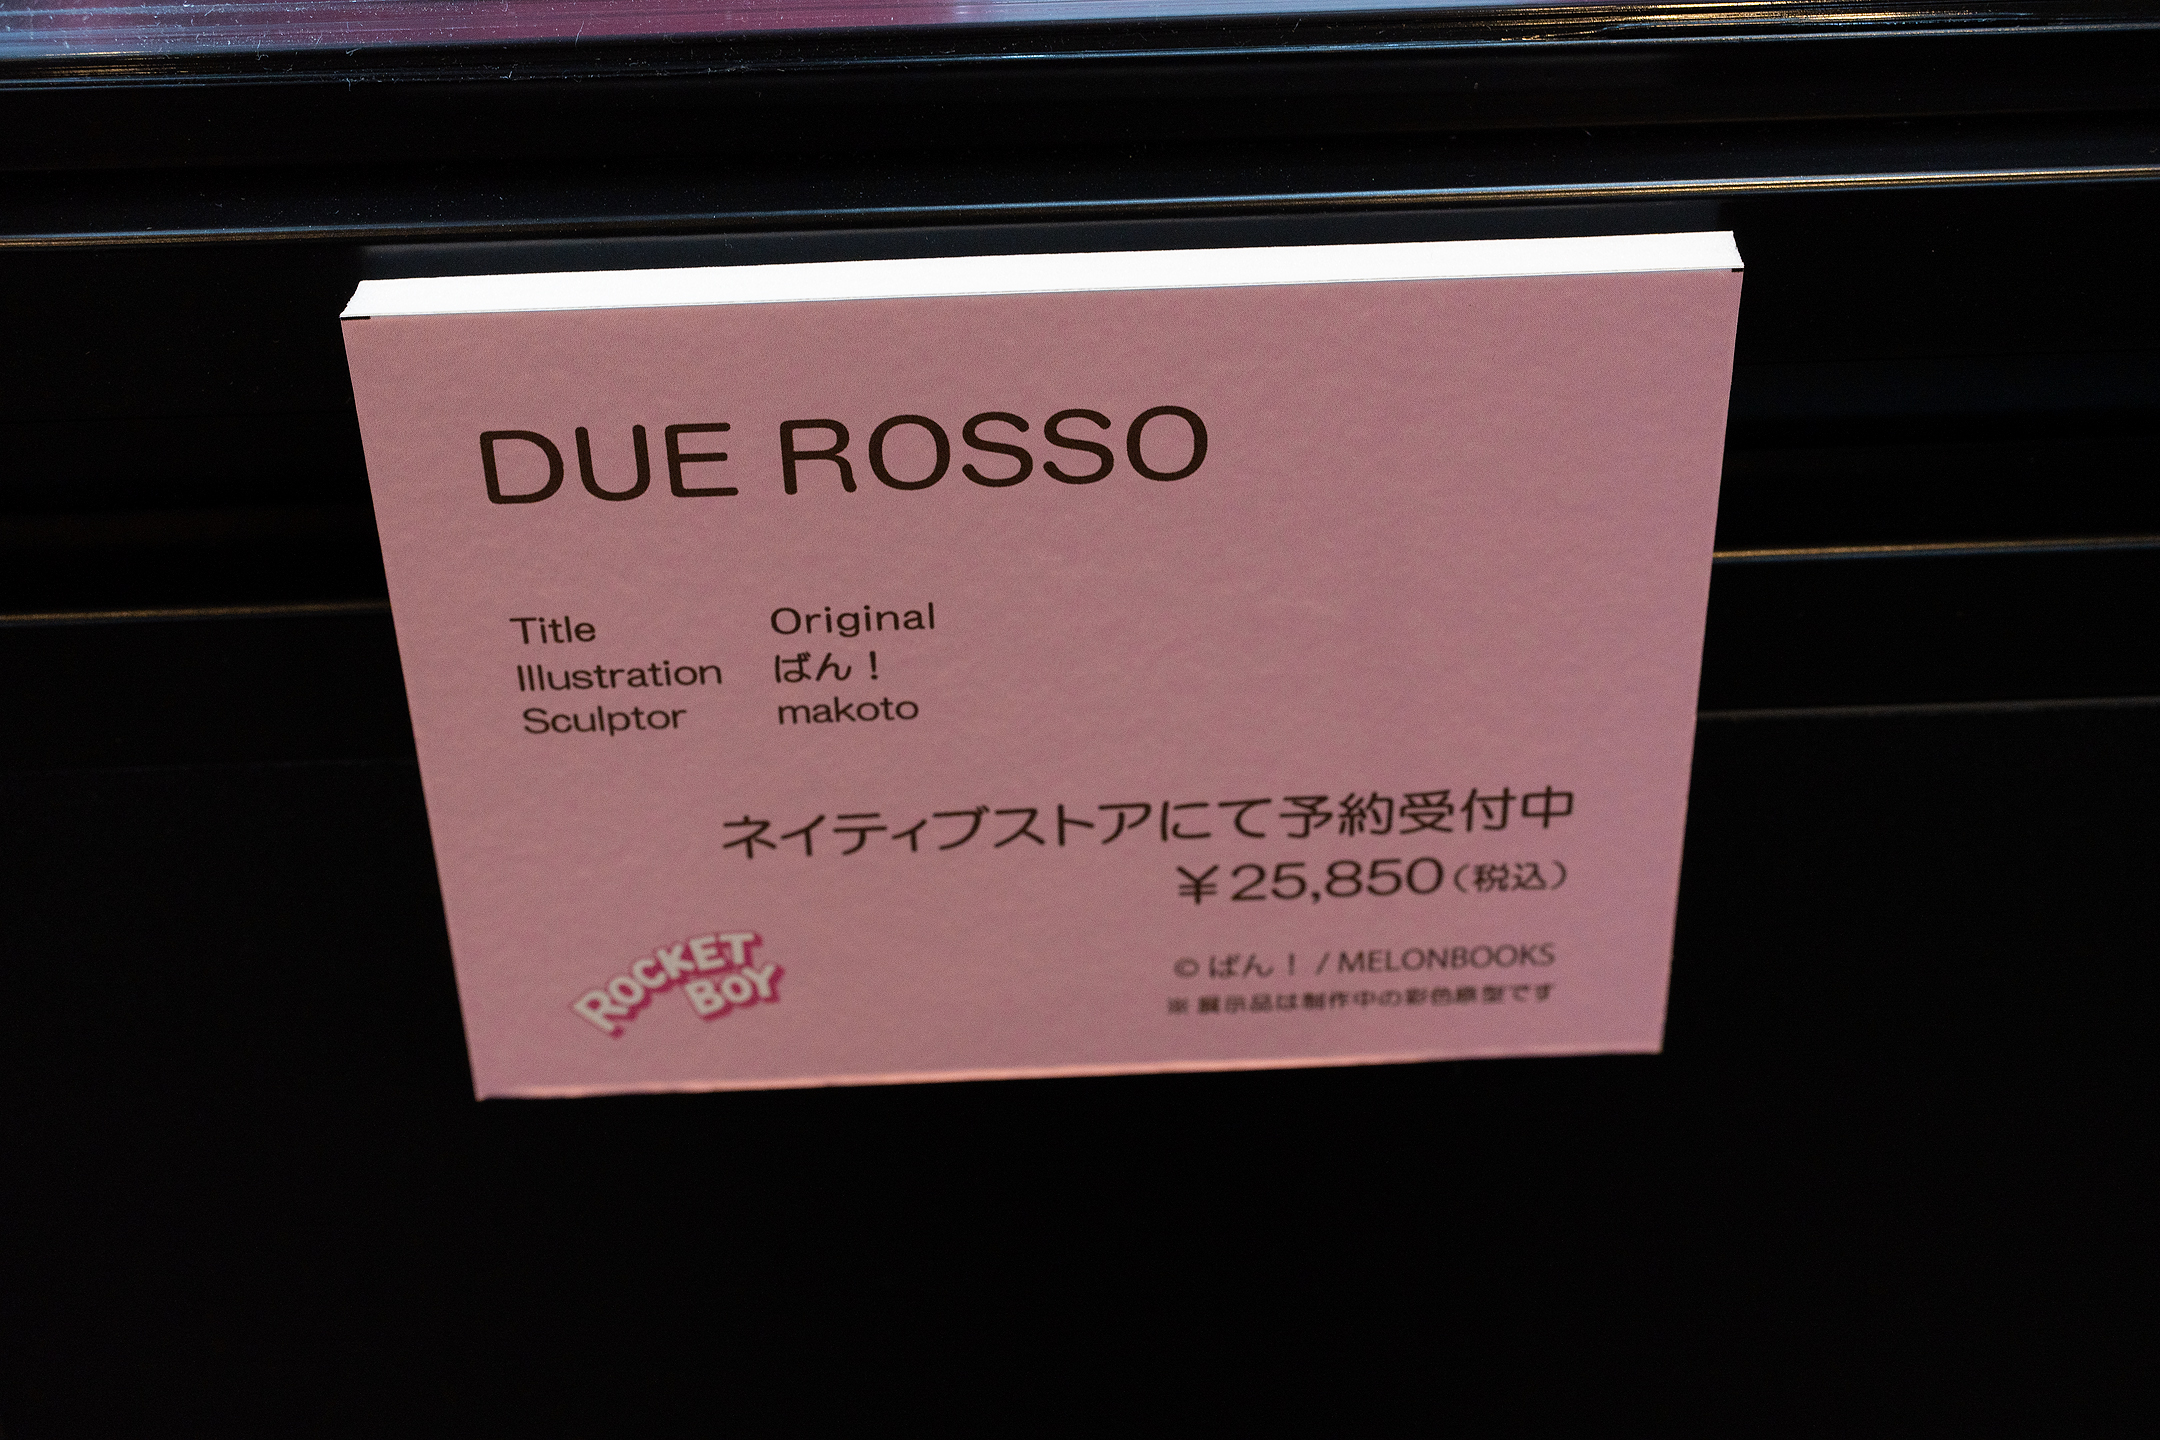 DUE ROSSO
Title Original
Illustration ばん！
Sculptor makoto
ネイティブストアにて予約受付中
￥25,850（税込）
ROCKET
BOY
© ばん！ / MELONBOOKS
※ 展示品は制作中の彩色原型です